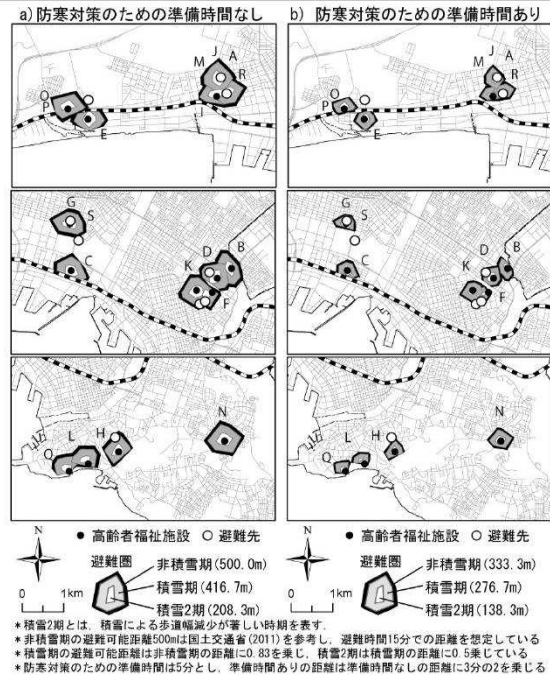 a) 防寒対策のための準備時間なし
b) 防寒対策のための準備時間あり
J
M A
R
O
P
I
E
J
M A
R
O
P
E
G
S
C
D B
K
F
G
S
C
D B
K
F
N
L H
Q
N
L H
Q
N
0 1km
● 高齢者福祉施設 ○ 避難先
避難圏
非積雪期(500.0m)
積雪期(416.7m)
積雪2期(208.3m)
N
0 1km
● 高齢者福祉施設 ○ 避難先
避難圏
非積雪期(333.3m)
積雪期(276.7m)
積雪2期(138.3m)
*積雪2期とは、積雪による歩道幅減少が著しい時期を表す.
*非積雪期の避難可能距離500mは国土交通省(2011)を参考し、避難時間15分での距離を想定している
*積雪期の避難可能距離は非積雪期の距離に0.83を乗じ、積雪2期は積雪期の距離に0.5乗じている
*防寒対策のための準備時間は5分とし、準備時間ありの距離は準備時間なしの距離に3分の2を乗じる